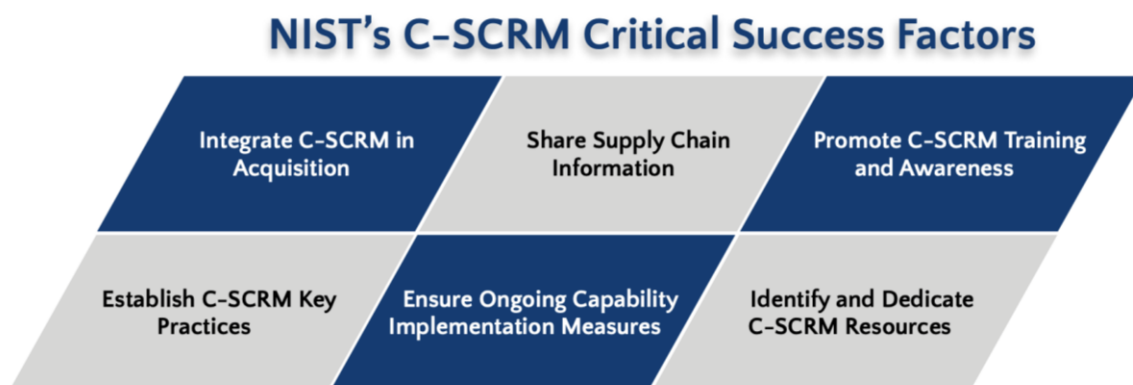 NIST's C-SCRM Critical Success Factors
Integrate C-SCRM in
Acquisition
Share Supply Chain
Information
Promote C-SCRM Training
and Awareness
Establish C-SCRM Key
Practices
Ensure Ongoing Capability
Implementation Measures
Identify and Dedicate
C-SCRM Resources